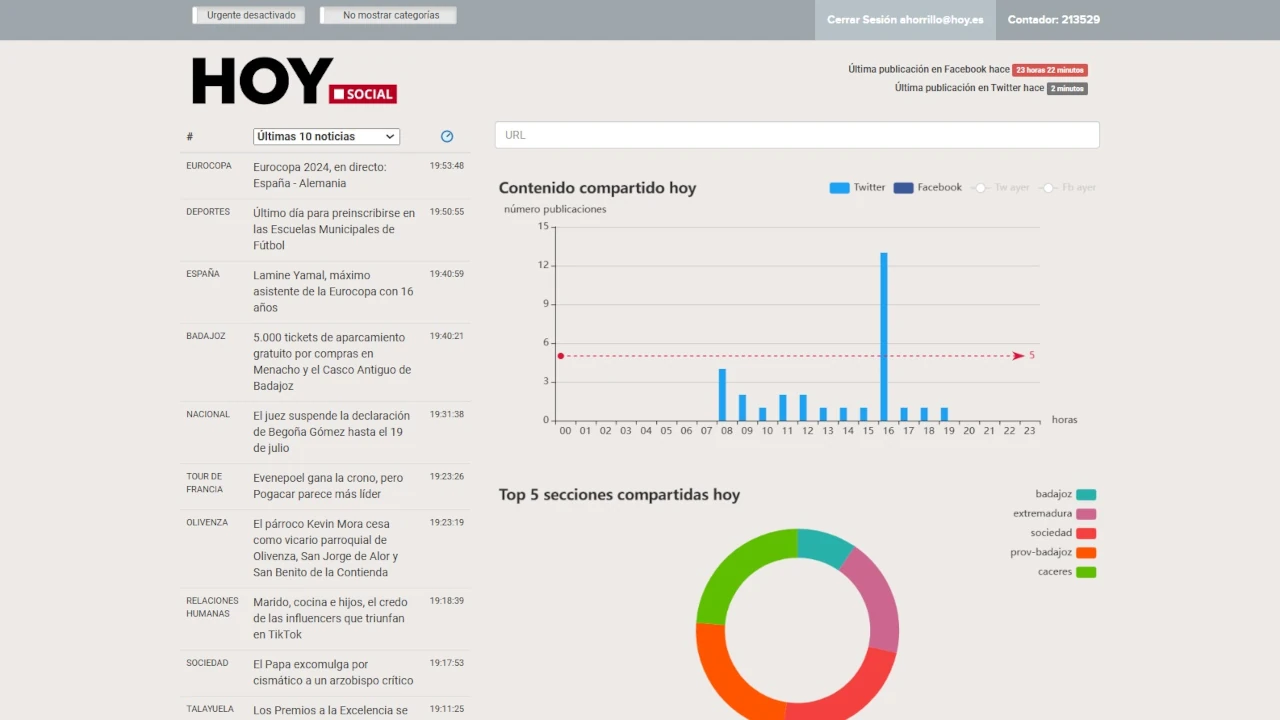 Urgente desactivado
No mostrar categorías
Cerrar Sesión ahorrillo@hoy.es
Contador: 213529
HOY SOCIAL
Última publicación en Facebook hace 23 horas 22 minutos
Última publicación en Twitter hace 2 minutos
# Últimas 10 noticias
EUROCOPA
Eurocopa 2024, en directo:
España - Alemania
19:53:48
DEPORTES
Último día para preinscribirse en
las Escuelas Municipales de
Fútbol
19:50:55
ESPAÑA
Lamine Yamal, máximo
asistente de la Eurocopa con 16
años
19:40:59
BADAJOZ
5.000 tickets de aparcamiento
gratuito por compras en
Menacho y el Casco Antiguo de
Badajoz
19:40:21
NACIONAL
El juez suspende la declaración
de Begoña Gómez hasta el 19
de julio
19:31:38
TOUR DE
FRANCIA
Evenepoel gana la crono, pero
Pogacar parece más líder
19:23:26
OLIVENZA
El párroco Kevin Mora cesa
como vicario parroquial de
Olivenza, San Jorge de Alor y
San Benito de la Contienda
19:23:19
RELACIONES
HUMANAS
Marido, cocina e hijos, el credo
de las influencers que triunfan
en TikTok
19:18:39
SOCIEDAD
El Papa excomulga por
cismático a un arzobispo crítico
19:17:53
TALAYUELA
Los Premios a la Excelencia se
19:11:25
URL
Contenido compartido hoy
Twitter Facebook Tw ayer Fb ayer
número publicaciones
15
12
9
6
5
3
0
horas
00 01 02 03 04 05 06 07 08 09 10 11 12 13 14 15 16 17 18 19 20 21 22 23
Top 5 secciones compartidas hoy
badajoz
extremadura
sociedad
prov-badajoz
caceres